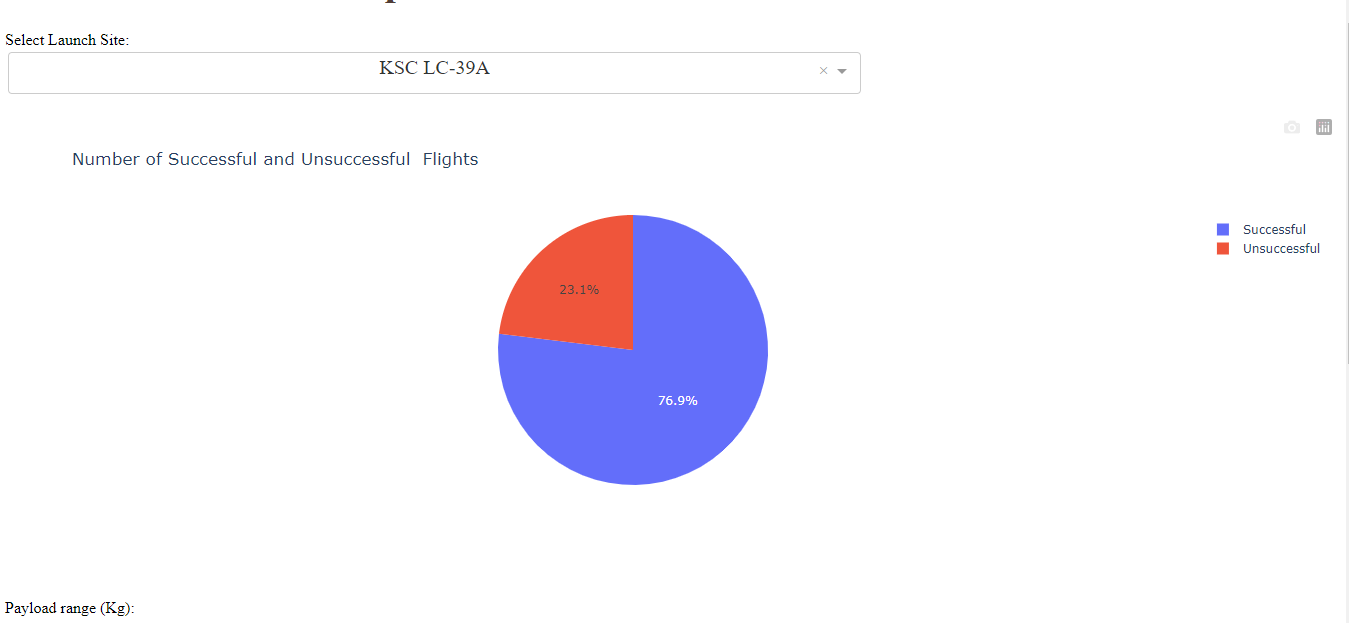 Select Launch Site:
KSC LC-39A
Number of Successful and Unsuccessful  Flights
Successful
Unsuccessful
23.1%
76.9%
Payload range (Kg):